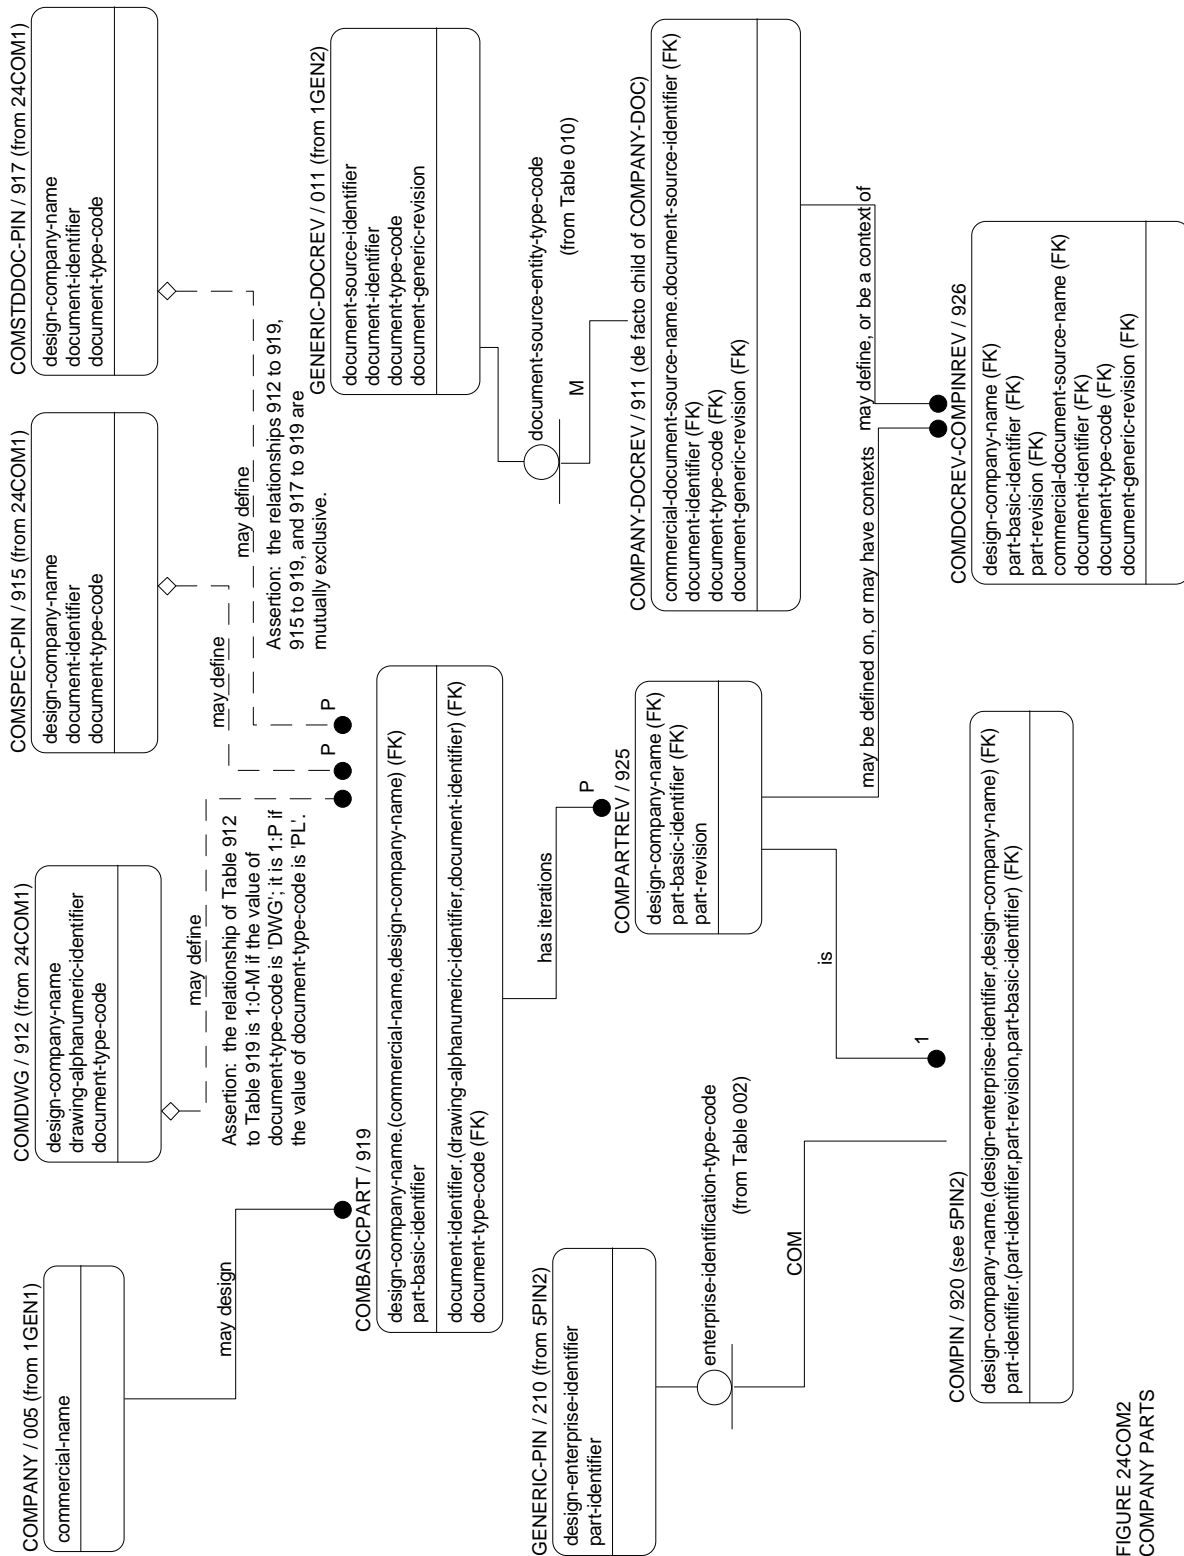 COMPANY / 005 (from 1GEN1)
commercial-name
COMDWG / 912 (from 24COM1)
design-company-name
drawing-alphanumeric-identifier
document-type-code
COMSPEC-PIN / 915 (from 24COM1)
design-company-name
document-identifier
document-type-code
COMSTDDOC-PIN / 917 (from 24COM1)
design-company-name
document-identifier
document-type-code
may design
may define
may define
may define
Assertion: the relationship of Table 912
to Table 919 is 1:0-M if the value of
document-type-code is 'DWG'; it is 1:P if
the value of document-type-code is 'PL'.
Assertion: the relationships 912 to 919,
915 to 919, and 917 to 919 are
mutually exclusive.
P
P
COMBASICPART / 919
design-company-name.(commercial-name,design-company-name) (FK)
part-basic-identifier
document-identifier.(drawing-alphanumeric-identifier,document-identifier) (FK)
document-type-code (FK)
GENERIC-DOCREV / 011 (from 1GEN2)
document-source-identifier
document-identifier
document-type-code
document-generic-revision
document-source-entity-type-code
(from Table 010)
M
has iterations
P
GENERIC-PIN / 210 (from 5PIN2)
design-enterprise-identifier
part-identifier
enterprise-identification-type-code
(from Table 002)
COM
COMPARTREV / 925
design-company-name (FK)
part-basic-identifier (FK)
part-revision
COMPANY-DOCREV / 911 (de facto child of COMPANY-DOC)
commercial-document-source-name.document-source-identifier (FK)
document-identifier (FK)
document-type-code (FK)
document-generic-revision (FK)
is
1
may be defined on, or may have contexts
may define, or be a context of
COMPIN / 920 (see 5PIN2)
design-company-name.(design-enterprise-identifier,design-company-name) (FK)
part-identifier.(part-identifier,part-revision,part-basic-identifier) (FK)
COMDOCREV-COMPINREV / 926
design-company-name (FK)
part-basic-identifier (FK)
part-revision (FK)
commercial-document-source-name (FK)
document-identifier (FK)
document-type-code (FK)
document-generic-revision (FK)
FIGURE 24COM2
COMPANY PARTS